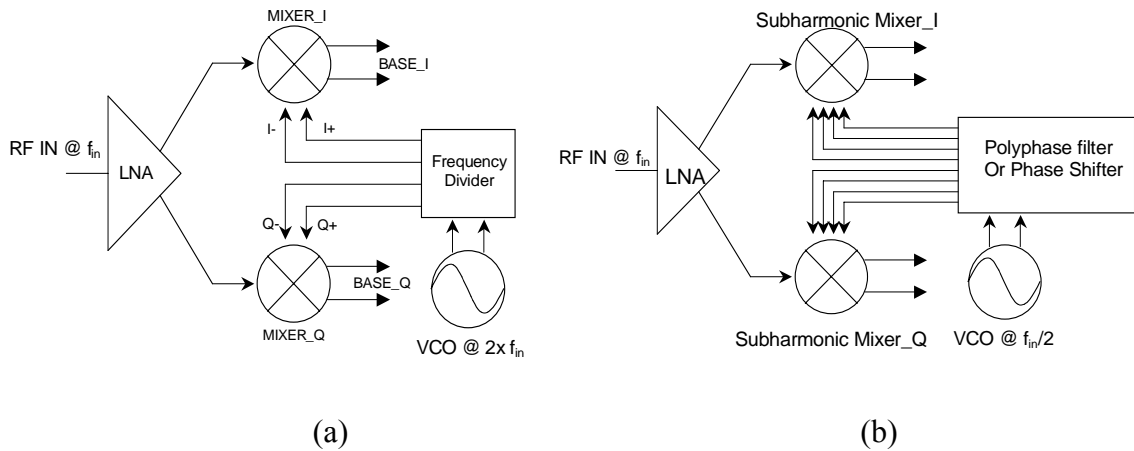 MIXER_I
BASE_I
I-
I+
RF IN @ fin
LNA
Frequency
Divider
Q-
Q+
BASE_Q
MIXER_Q
VCO @ 2x fin
(a)
Subharmonic Mixer_I
RF IN @ fin
LNA
Polyphase filter
Or Phase Shifter
Subharmonic Mixer_Q
VCO @ fin/2
(b)